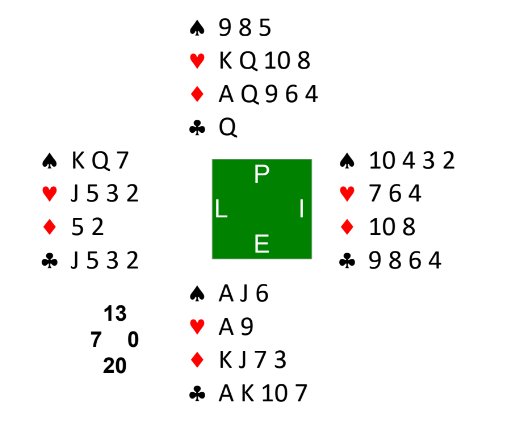 ♠ 9 8 5
♥ K Q 10 8
♦ A Q 9 6 4
♣ Q
♠ K Q 7
♥ J 5 3 2
♦ 5 2
♣ J 5 3 2
P
L I
E
♠ 10 4 3 2
♥ 7 6 4
♦ 10 8
♣ 9 8 6 4
♠ A J 6
♥ A 9
♦ K J 7 3
♣ A K 10 7
13
7 0
20